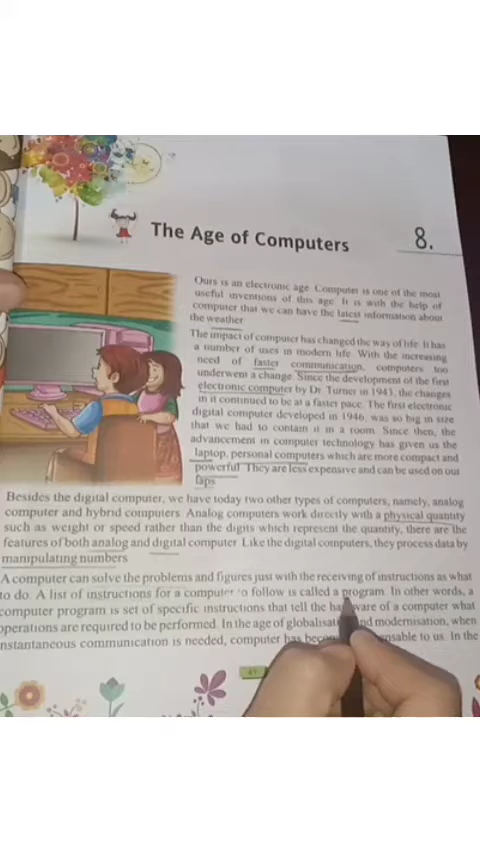 The Age of Computers
8.
Ours is an electronic age. Computer is one of the most
useful inventions of this age. It is with the help of
computer that we can have the latest information about
the weather
The impact of computer has changed the way of life. It has
a number of uses in modern life. With the increasing
need of faster communication, computers too
underwent a change. Since the development of the first
electronic computer by Dr. Turner in 1943, the changes
in it continued to be at a faster pace. The first electronic
digital computer developed in 1946, was so big in size
that we had to contain it in a room. Since then, the
advancement in computer technology has given us the
laptop, personal computers which are more compact and
powerful. They are less expensive and can be used on our
laps
Besides the digital computer, we have today two other types of computers, namely, analog
computer and hybrid computers. Analog computers work directly with a physical quantity
such as weight or speed rather than the digits which represent the quantity, there are the
features of both analog and digital computer. Like the digital computers, they process data by
manipulating numbers
A computer can solve the problems and figures just with the receiving of instructions as what
to do. A list of instructions for a computer to follow is called a program. In other words, a
computer program is set of specific instructions that tell the ha ware of a computer what
operations are required to be performed. In the age of globalisat nd modernisation, when
nstantaneous communication is needed, computer has beco nsable to us. In the